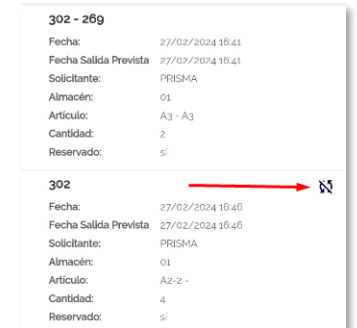 302 - 269
Fecha: 27/02/2024 16:41
Fecha Salida Prevista 27/02/2024 16:41
Solicitante: PRISMA
Almacén: 01
Artículo: A3 - A3
Cantidad: 2
Reservado: sí
302
Fecha: 27/02/2024 16:46
Fecha Salida Prevista 27/02/2024 16:46
Solicitante: PRISMA
Almacén: 01
Artículo: A2-2 -
Cantidad: 4
Reservado: sí